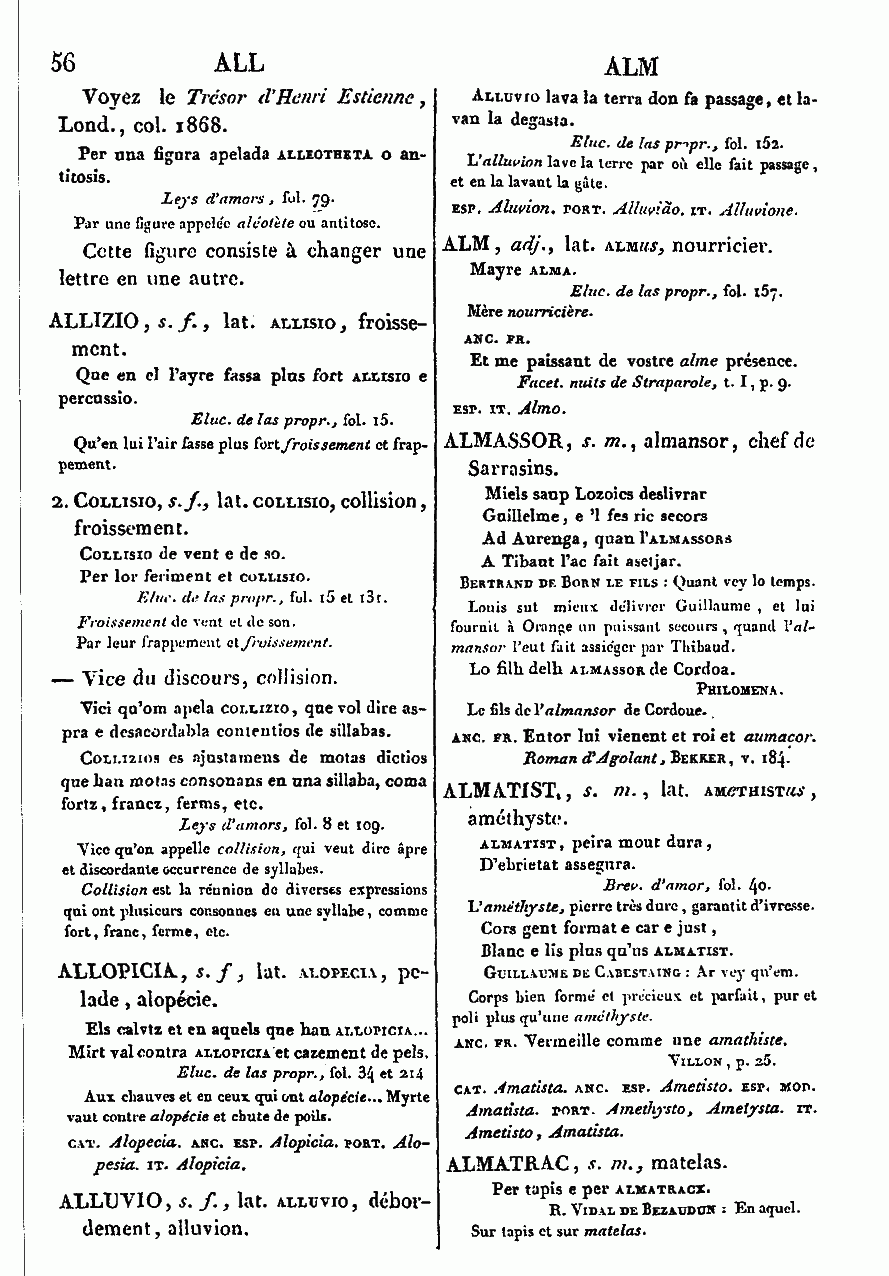 56 ALL ALM
Voyez le Trésor d'Henri Estienne,
Lond., col. 1868.
Per una figura apelada ALLEOTHETA o an-
titosis.
Leys d'amors, fol. 79.
Par une figure appelée aléotète ou antitose.
Cette figure consiste à changer une
lettre en une autre.
ALLIZIO, s. f., lat. ALLISIO, froisse-
ment.
Que en el l'ayre fassa plus fort ALLISIO e
percussio.
Eluc. de las propr., fol. 15.
Qu'en lui l'air fasse plus fort froissement et frap-
pement.
2. COLLISIO, s. f., lat. COLLISIO, collision,
froissement.
COLLISIO de vent e de so.
Per lor feriment et COLLISIO.
Eluc. de las propr., fol. 15 et 131.
Froissement de vent et de son.
Par leur frappement et froissement.
— Vice du discours, collision.
Vici qu'om apela COLLIZIO, que vol dire as-
pra e desacordabla contentios de sillabas.
COLLIZIOS es ajustamens de motas dictios
que han motas consonans en una sillaba, coma
fortz, francz, ferms, etc.
Leys d'amors, fol. 8 et 109.
Vice qu'on appelle collision, qui veut dire âpre
et discordante occurrence de syllabes.
Collision est la réunion de diverses expressions
qui ont plusieurs consonnes en une syllabe, comme
fort, franc, ferme, etc.
ALLOPICIA, s. f, lat. ALOPECIA, pe-
lade, alopécie.
Els calvtz et en aquels que han ALLOPICIA...
Mirt val contra ALLOPICIA et cazement de pels.
Eluc. de las propr., fol. 34 et 214
Aux chauves et en ceux qui ont alopécie... Myrte
vaut contre alopécie et chute de poils.
CAT. Alopecia. ANC. ESP. Alopicia. PORT. Alo-
pesia. IT. Alopicia.
ALLUVIO, s. f., lat. ALLUVIO, débor-
dement, alluvion.
ALLUVIO lava la terra don fa passage, et la-
van la degasta.
Eluc. de las propr., fol. 152.
L'alluvion lave la terre par où elle fait passage,
et en la lavant la gâte.
ESP. Aluvion. PORT. Alluvião. IT. Alluvione.
ALM, adj., lat. ALMus, nourricier.
Mayre ALMA.
Eluc. de las propr., fol. 157.
Mère nourricière.
ANC. FR.
Et me paissant de vostre alme présence.
Facet. nuits de Straparole, t. I, p. 9.
ESP. IT. Almo.
ALMASSOR, s. m., almansor, chef de
Sarrasins.
Miels saup Lozoics deslivrar
Guillelme, e 'l fes ric secors
Ad Aurenga, quan l'ALMASSORS
A Tibaut l'ac fait asetjar.
BERTRAND DE BORN LE FILS : Quant vey lo temps.
Louis sut mieux délivrer Guillaume, et lui
fournit à Orange un puissant secours, quand l'al-
mansor l'eut fait assiéger par Thibaud.
Lo filh delh ALMASSOR de Cordoa.
PHILOMENA.
Le fils de l'almansor de Cordoue.
ANC. FR. Entor lui vienent et roi et aumaçor.
Roman d'Agolant, BEKKER, v. 184.
ALMATIST, s. m., lat. AMeTHISTus,
améthyste.
ALMATIST, peira mout dura,
D'ebrietat assegura.
Brev. d'amor, fol. 40.
L'améthyste, pierre très dure, garantit d'ivresse.
Cors gent format e car e just,
Blanc e lis plus qu'us ALMATIST.
GUILLAUME DE CABESTAING : Ar vey qu'em.
Corps bien formé et précieux et parfait, pur et
poli plus qu'une améthyste.
ANC. FR. Vermeille comme une amathiste.
VILLON, p. 25.
CAT. Amatista. ANC. ESP. Ametisto. ESP. MOD.
Amatista. PORT. Amethysto, Ametysta. IT.
Ametisto, Amatista.
ALMATRAC, s. m., matelas.
Per tapis e per ALMATRACX.
R. VIDAL DE BEZAUDUN : En aquel.
Sur tapis et sur matelas.